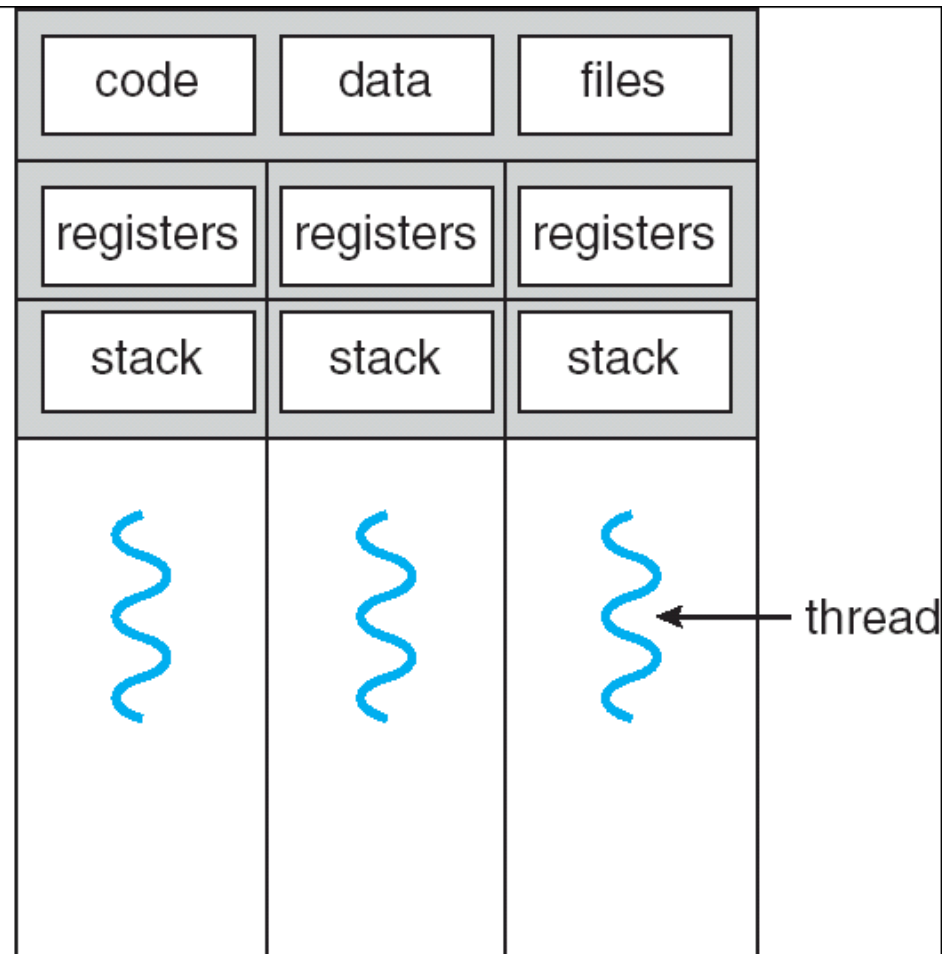 code data files
registers registers registers
stack stack stack
thread